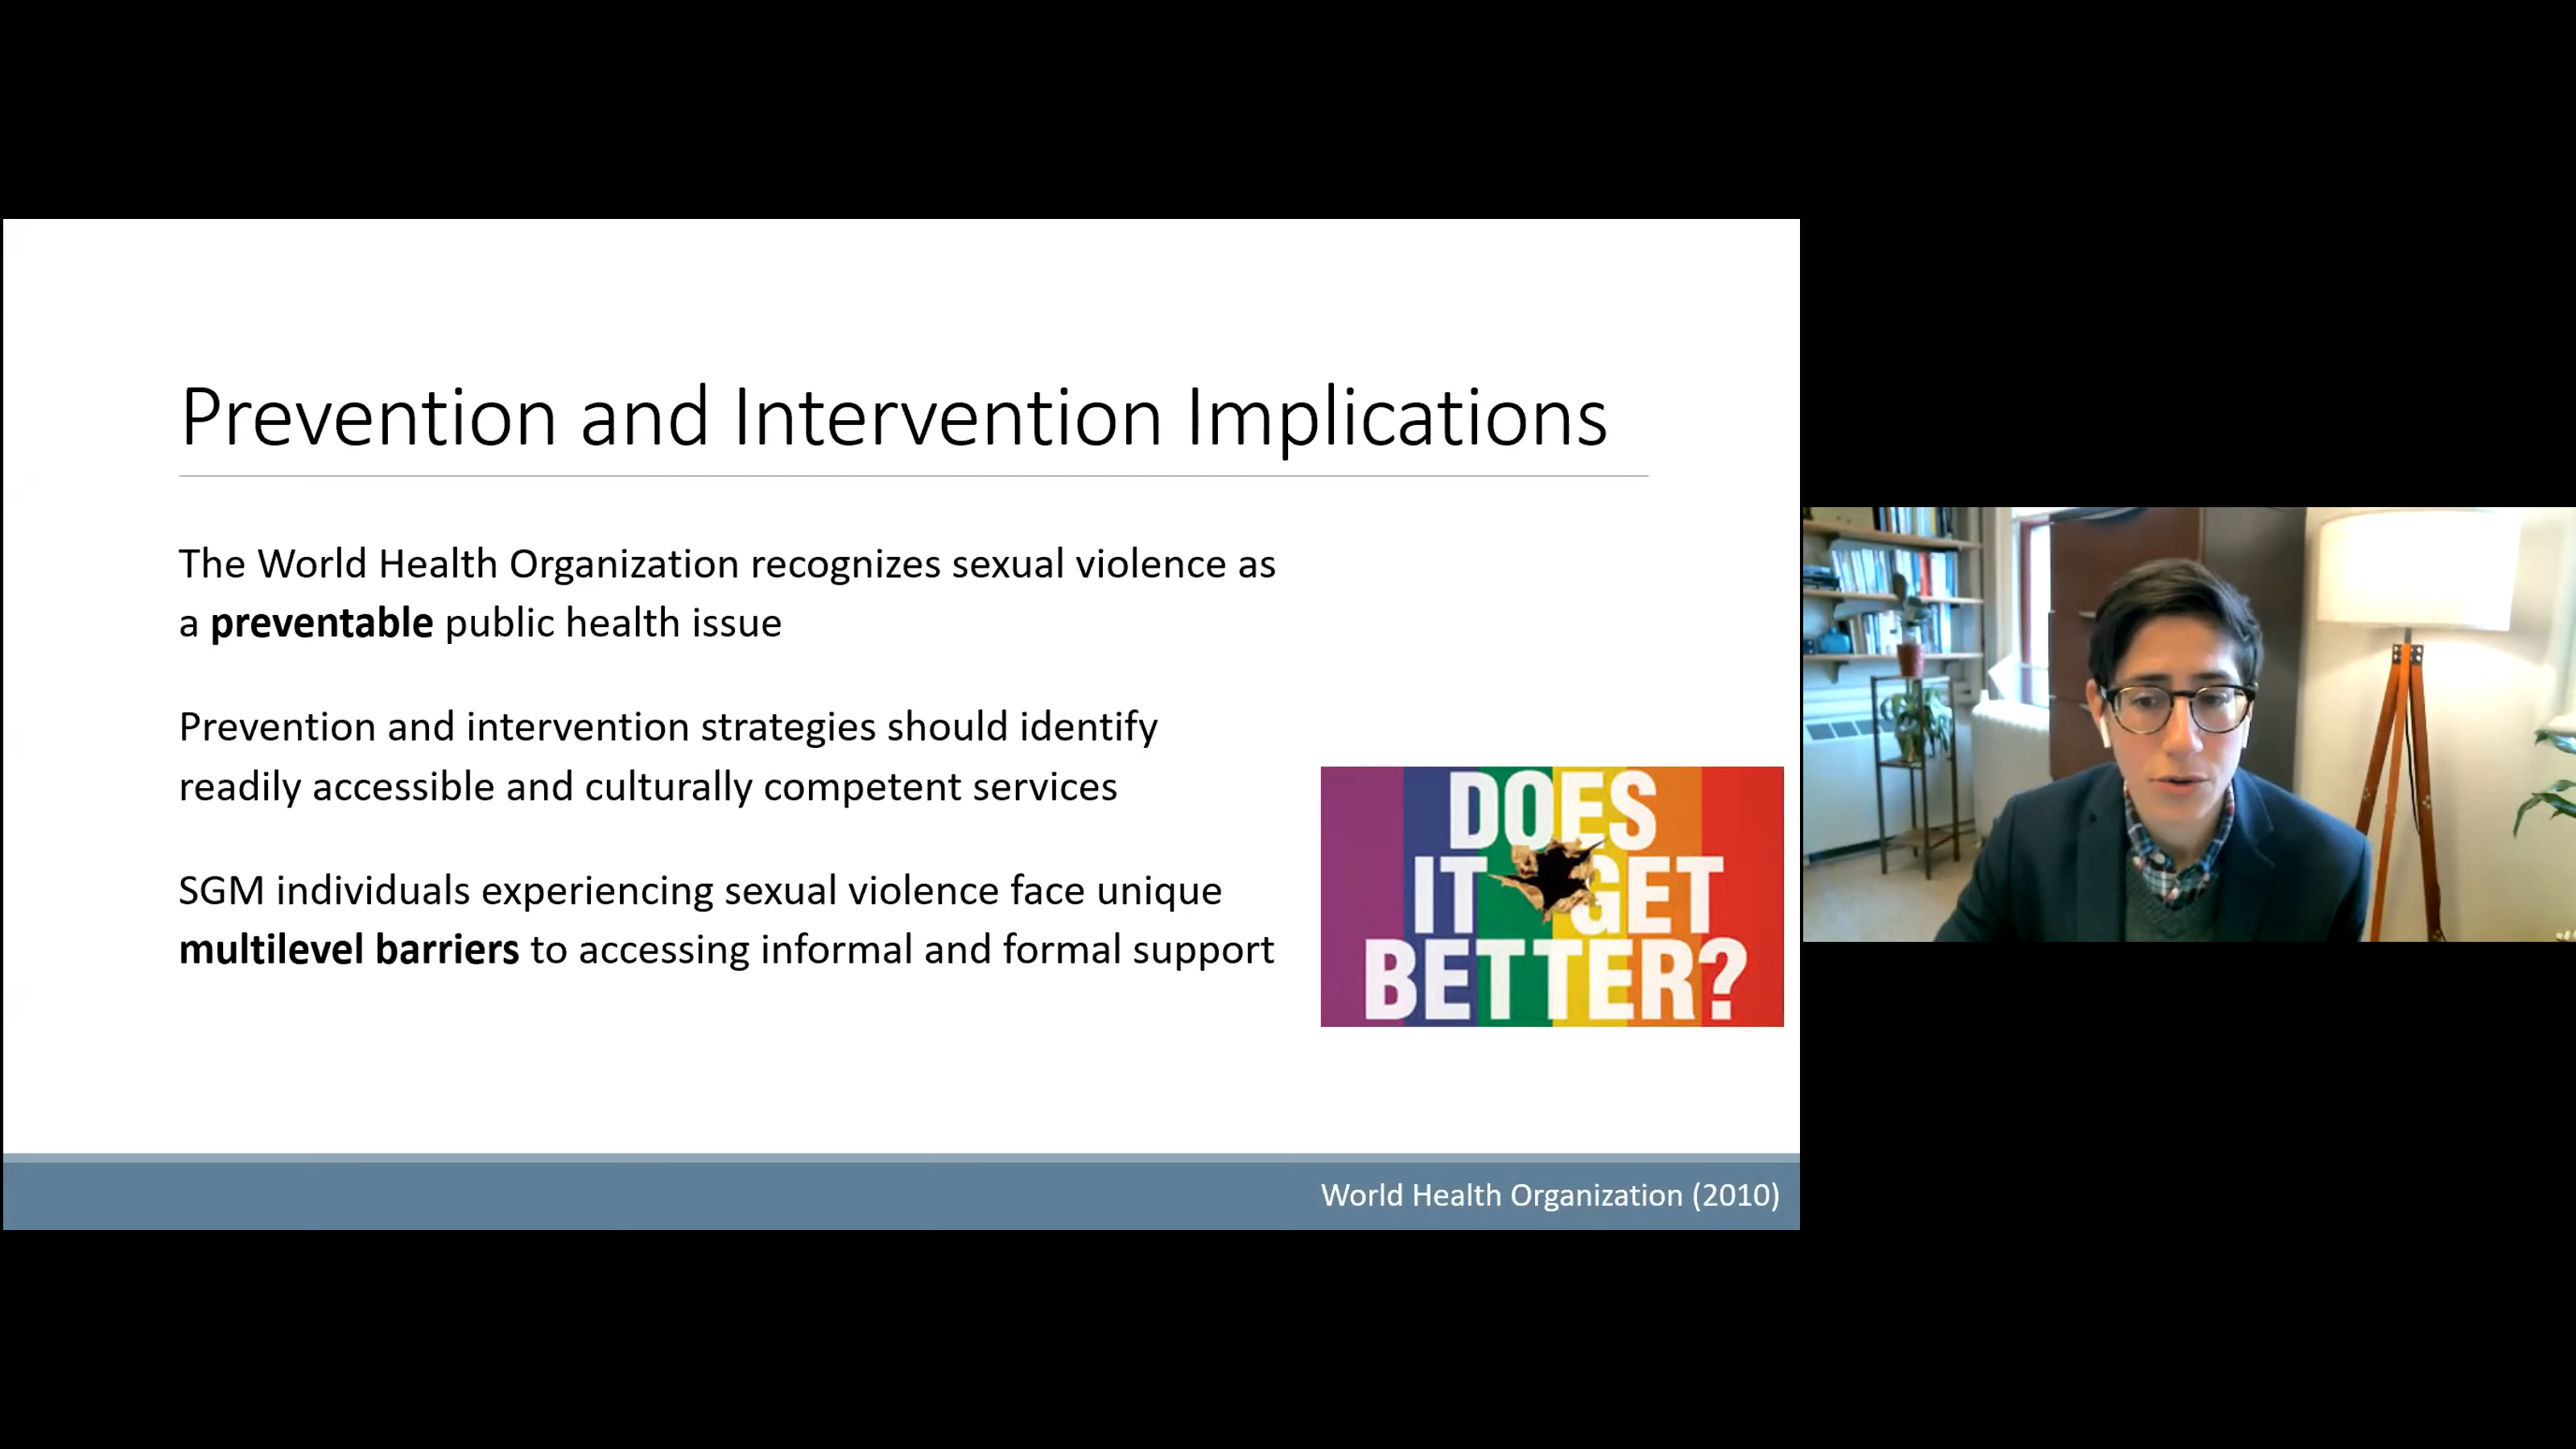 Prevention and Intervention Implications
The World Health Organization recognizes sexual violence as
a preventable public health issue
Prevention and intervention strategies should identify
readily accessible and culturally competent services
SGM individuals experiencing sexual violence face unique
multilevel barriers to accessing informal and formal support
DOES
IT GET
BETTER?
World Health Organization (2010)